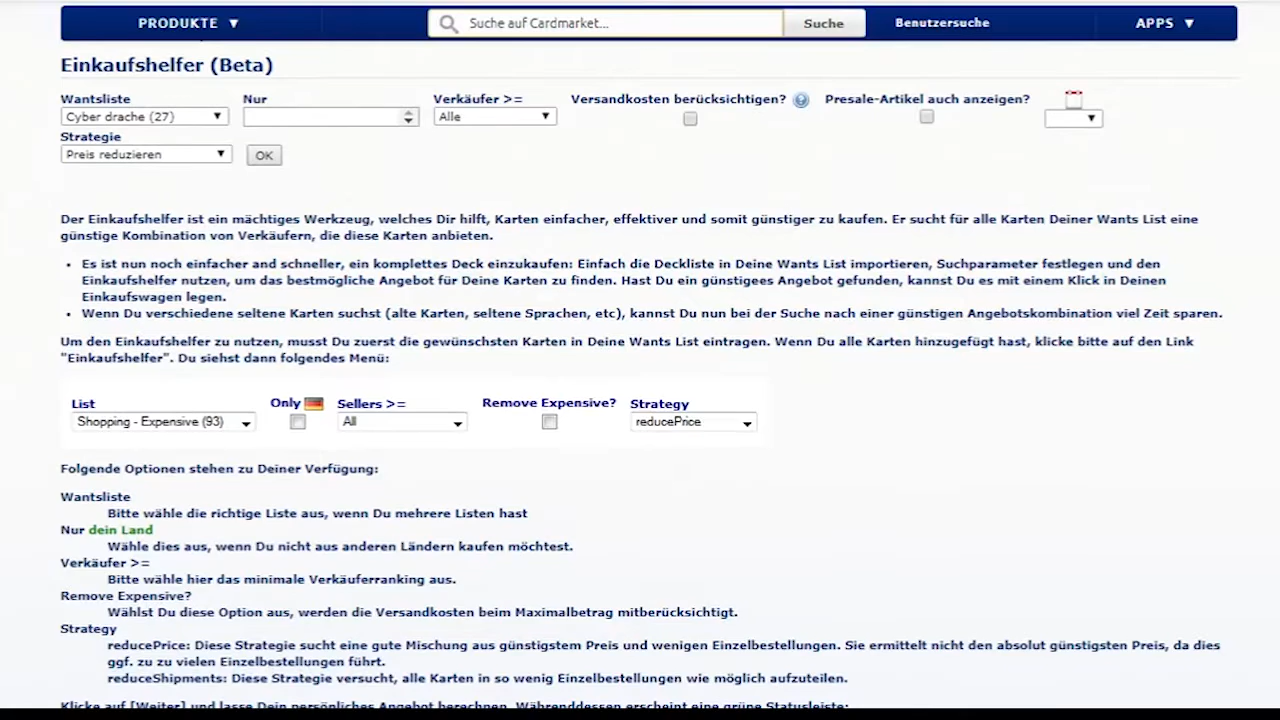 PRODUKTE ▼ Suche auf Cardmarket... Suche Benutzersuche APPS ▼
Einkaufshelfer (Beta)
Wantsliste Nur Verkäufer >= Versandkosten berücksichtigen? Presale-Artikel auch anzeigen?
Cyber drache (27) Alle
Strategie
Preis reduzieren OK
Der Einkaufshelfer ist ein mächtiges Werkzeug, welches Dir hilft, Karten einfacher, effektiver und somit günstiger zu kaufen. Er sucht für alle Karten Deiner Wants List eine
günstige Kombination von Verkäufern, die diese Karten anbieten.
• Es ist nun noch einfacher and schneller, ein komplettes Deck einzukaufen: Einfach die Deckliste in Deine Wants List importieren, Suchparameter festlegen und den
Einkaufshelfer nutzen, um das bestmögliche Angebot für Deine Karten zu finden. Hast Du ein günstigees Angebot gefunden, kannst Du es mit einem Klick in Deinen
Einkaufswagen legen.
• Wenn Du verschiedene seltene Karten suchst (alte Karten, seltene Sprachen, etc), kannst Du nun bei der Suche nach einer günstigen Angebotskombination viel Zeit sparen.
Um den Einkaufshelfer zu nutzen, musst Du zuerst die gewünschsten Karten in Deine Wants List eintragen. Wenn Du alle Karten hinzugefügt hast, klicke bitte auf den Link
"Einkaufshelfer". Du siehst dann folgendes Menü:
List Only Sellers >= Remove Expensive? Strategy
Shopping - Expensive (93) All reducePrice
Folgende Optionen stehen zu Deiner Verfügung:
Wantsliste
Bitte wähle die richtige Liste aus, wenn Du mehrere Listen hast
Nur dein Land
Wähle dies aus, wenn Du nicht aus anderen Ländern kaufen möchtest.
Verkäufer >=
Bitte wähle hier das minimale Verkäuferranking aus.
Remove Expensive?
Wählst Du diese Option aus, werden die Versandkosten beim Maximalbetrag mitberücksichtigt.
Strategy
reducePrice: Diese Strategie sucht eine gute Mischung aus günstigstem Preis und wenigen Einzelbestellungen. Sie ermittelt nicht den absolut günstigsten Preis, da dies
ggf. zu zu vielen Einzelbestellungen führt.
reduceShipments: Diese Strategie versucht, alle Karten in so wenig Einzelbestellungen wie möglich aufzuteilen.
Klicke auf [Weiter] und lasse Dein persönliches Angebot berechnen. Währenddessen erscheint eine grüne Statusleiste: